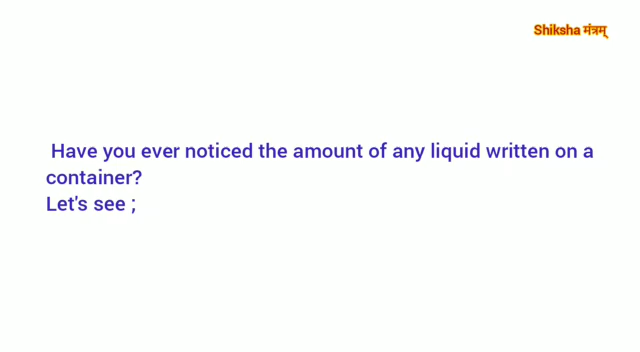 Shiksha मंत्रम्
Have you ever noticed the amount of any liquid written on a
container?
Let's see ;